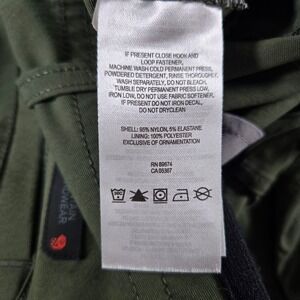 IF PRESENT CLOSE HOOK AND
LOOP FASTENER,
MACHINE WASH COLD PERMANENT PRESS,
POWDERED DETERGENT, RINSE THOROUGHLY,
WASH SEPARATELY, DO NOT BLEACH,
TUMBLE DRY PERMANENT PRESS LOW,
IRON LOW, DO NOT USE FABRIC SOFTENER,
IF PRESENT DO NOT IRON DECAL,
DO NOT DRYCLEAN
SHELL: 95% NYLON, 5% ELASTANE
LINING: 100% POLYESTER
EXCLUSIVE OF ORNAMENTATION
RN 89674
CA 05367